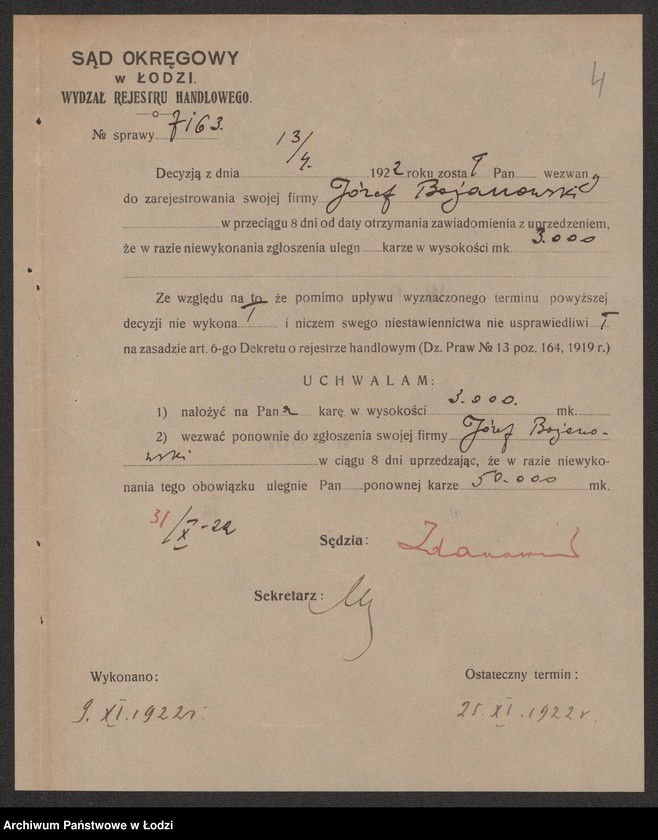 4
SĄD OKRĘGOWY
w ŁODZI.
WYDZAŁ REJESTRU HANDLOWEGO.
№ sprawy 7163.
Decyzją z dnia 13/4. 1922 roku został Pan wezwany
do zarejestrowania swojej firmy Józef Bojanowski
w przeciągu 8 dni od daty otrzymania zawiadomienia z uprzedzeniem,
że w razie niewykonania zgłoszenia ulegn karze w wysokości mk. 3.000
Ze względu na to, że pomimo upływu wyznaczonego terminu powyższej
decyzji nie wykonał i niczem swego niestawiennictwa nie usprawiedliwił
na zasadzie art. 6-go Dekretu o rejestrze handlowym (Dz. Praw № 13 poz. 164, 1919 r.)
UCHWALAM:
1) nałożyć na Pana karę w wysokości 3.000. mk.
2) wezwać ponownie do zgłoszenia swojej firmy Józef Bojano-
wski w ciągu 8 dni uprzedzając, że w razie niewyko-
nania tego obowiązku ulegnie Pan ponownej karze 50.000 mk.
31/X-22
Sędzia:
Sekretarz:
Wykonano: Ostateczny termin:
9. XI. 1922 r. 25. XI. 1922 r.
Archiwum Państwowe w Łodzi